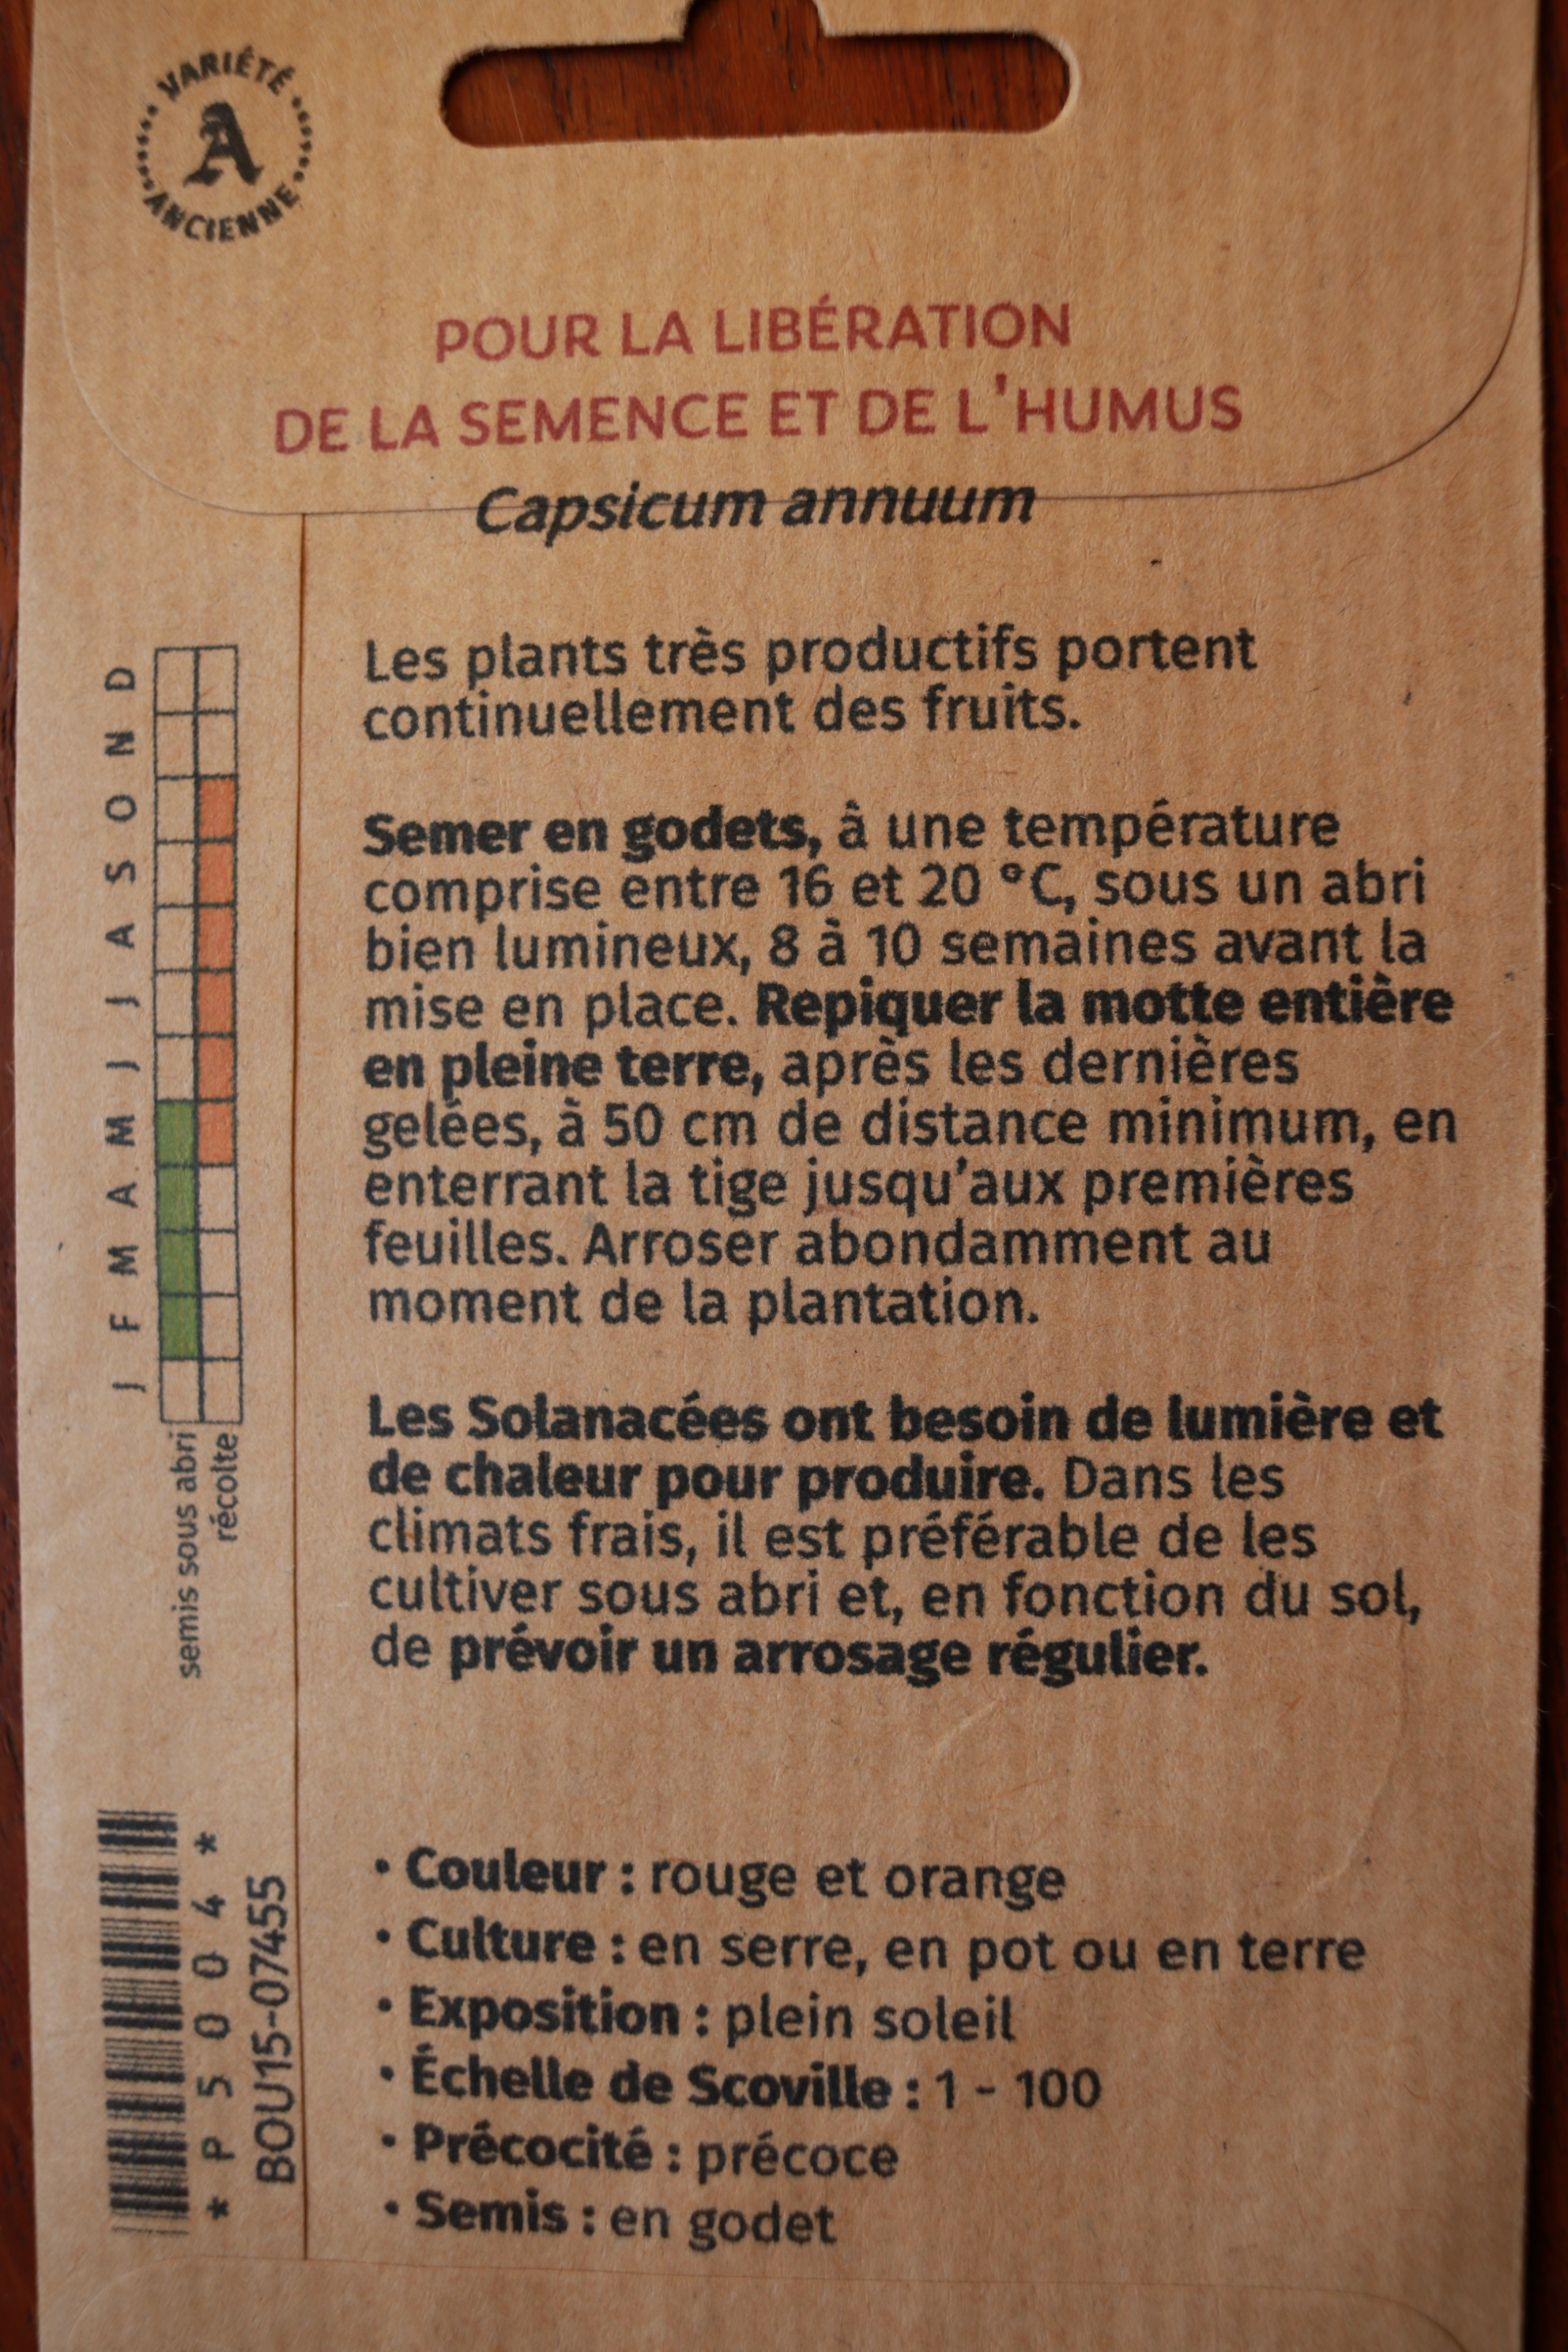 VARIÉTÉ
A
ANCIENNE
POUR LA LIBÉRATION
DE LA SEMENCE ET DE L'HUMUS
Capsicum annuum
Les plants très productifs portent
continuellement des fruits.
Semer en godets, à une température
comprise entre 16 et 20 °C, sous un abri
bien lumineux, 8 à 10 semaines avant la
mise en place. Repiquer la motte entière
en pleine terre, après les dernières
gelées, à 50 cm de distance minimum, en
enterrant la tige jusqu'aux premières
feuilles. Arroser abondamment au
moment de la plantation.
Les Solanacées ont besoin de lumière et
de chaleur pour produire. Dans les
climats frais, il est préférable de les
cultiver sous abri et, en fonction du sol,
de prévoir un arrosage régulier.
• Couleur : rouge et orange
• Culture : en serre, en pot ou en terre
• Exposition : plein soleil
• Échelle de Scoville : 1 - 100
• Précocité : précoce
• Semis : en godet
J F M A M J J A S O N D
semis sous abri
récolte
* P 5 0 0 4 *
BOU15-07455